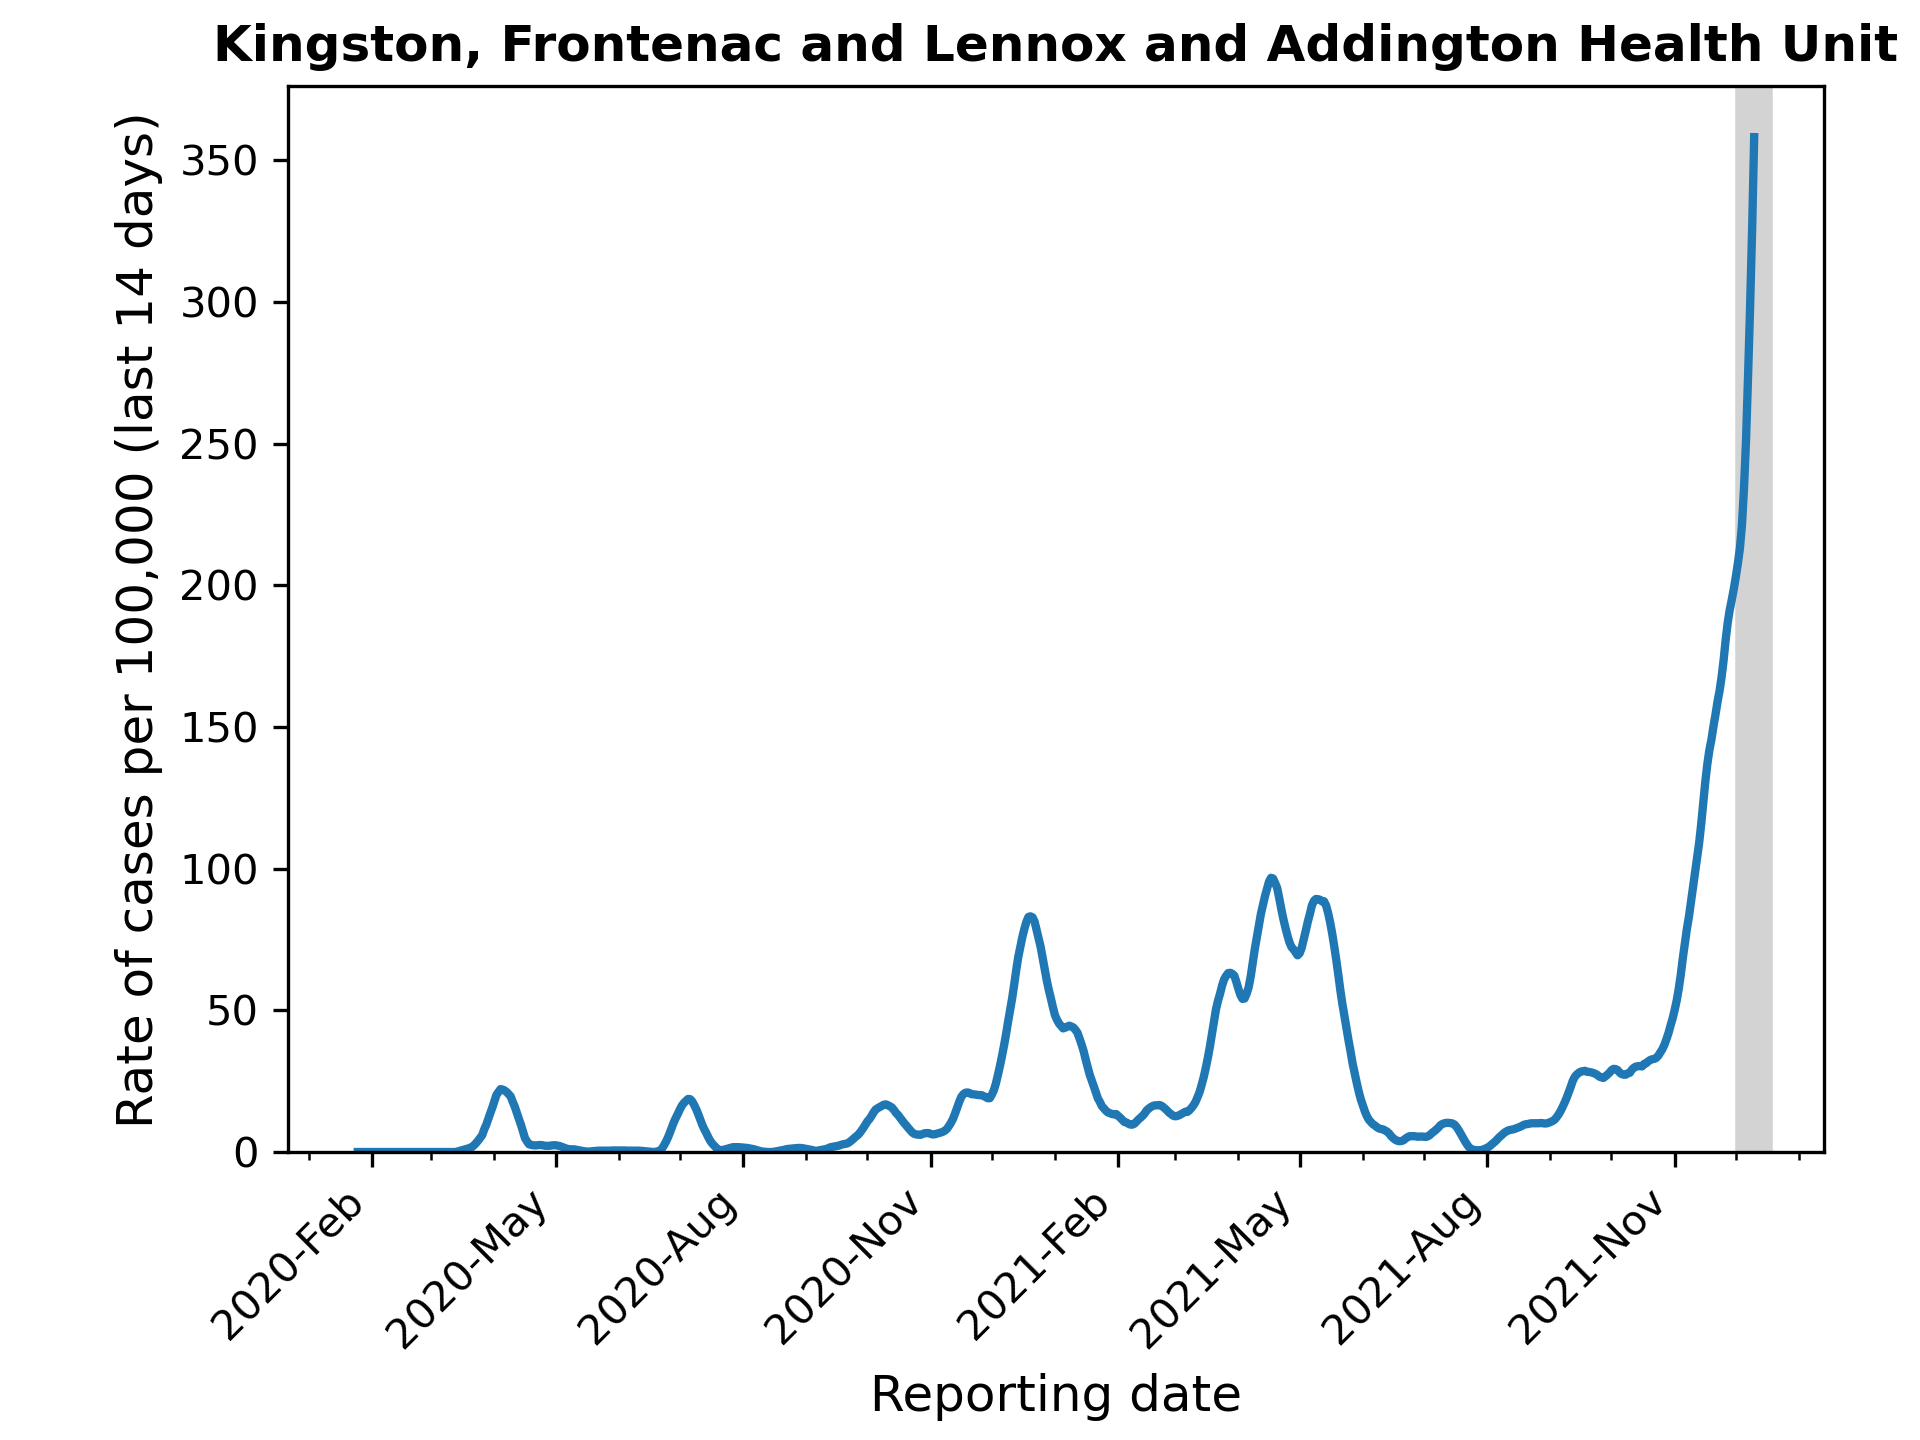 Kingston, Frontenac and Lennox and Addington Health Unit
Rate of cases per 100,000 (last 14 days)
350
300
250
200
150
100
50
0
2020-Feb
2020-May
2020-Aug
2020-Nov
2021-Feb
2021-May
2021-Aug
2021-Nov
Reporting date